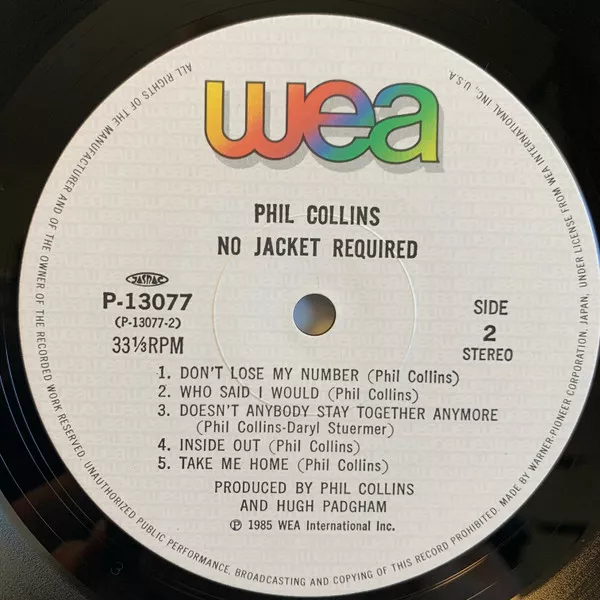 wea
PHIL COLLINS
NO JACKET REQUIRED
JASRAC
P-13077
(P-13077-2)
33⅓RPM
SIDE
2
STEREO
1. DON'T LOSE MY NUMBER (Phil Collins)
2. WHO SAID I WOULD (Phil Collins)
3. DOESN'T ANYBODY STAY TOGETHER ANYMORE
(Phil Collins-Daryl Stuermer)
4. INSIDE OUT (Phil Collins)
5. TAKE ME HOME (Phil Collins)
PRODUCED BY PHIL COLLINS
AND HUGH PADGHAM
℗ 1985 WEA International Inc.
ALL RIGHTS OF THE MANUFACTURER AND OF THE OWNER OF THE RECORDED WORK RESERVED. UNAUTHORIZED PUBLIC PERFORMANCE, BROADCASTING AND COPYING OF THIS RECORD PROHIBITED. MADE BY WARNER-PIONEER CORPORATION, JAPAN, UNDER LICENSE FROM WEA INTERNATIONAL INC., U.S.A